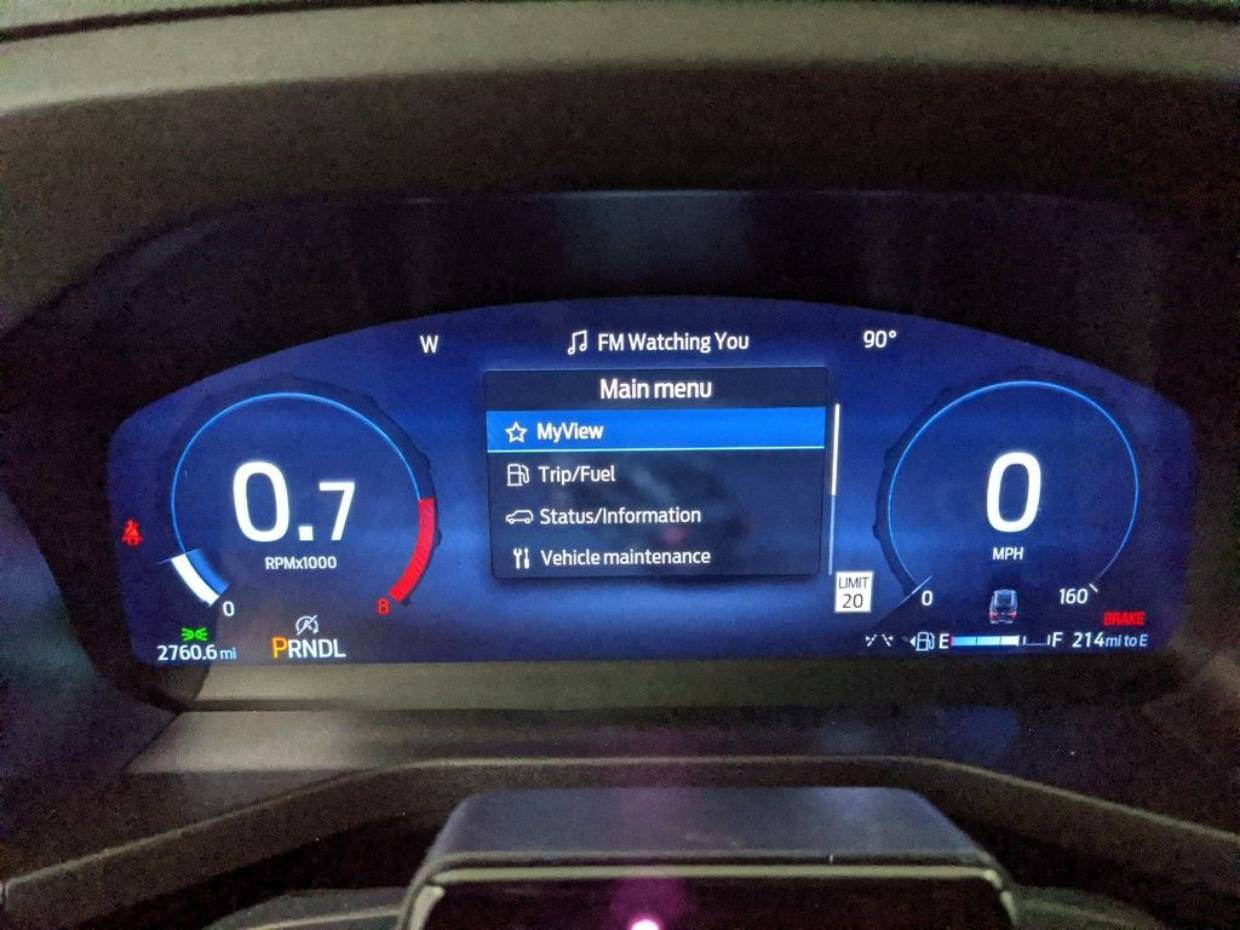 W
FM Watching You
90°
Main menu
MyView
Trip/Fuel
Status/Information
Vehicle maintenance
0.7
RPMx1000
0
8
2760.6 mi
PRNDL
0
MPH
LIMIT
20
0
160
BRAKE
E
F
214 mi to E